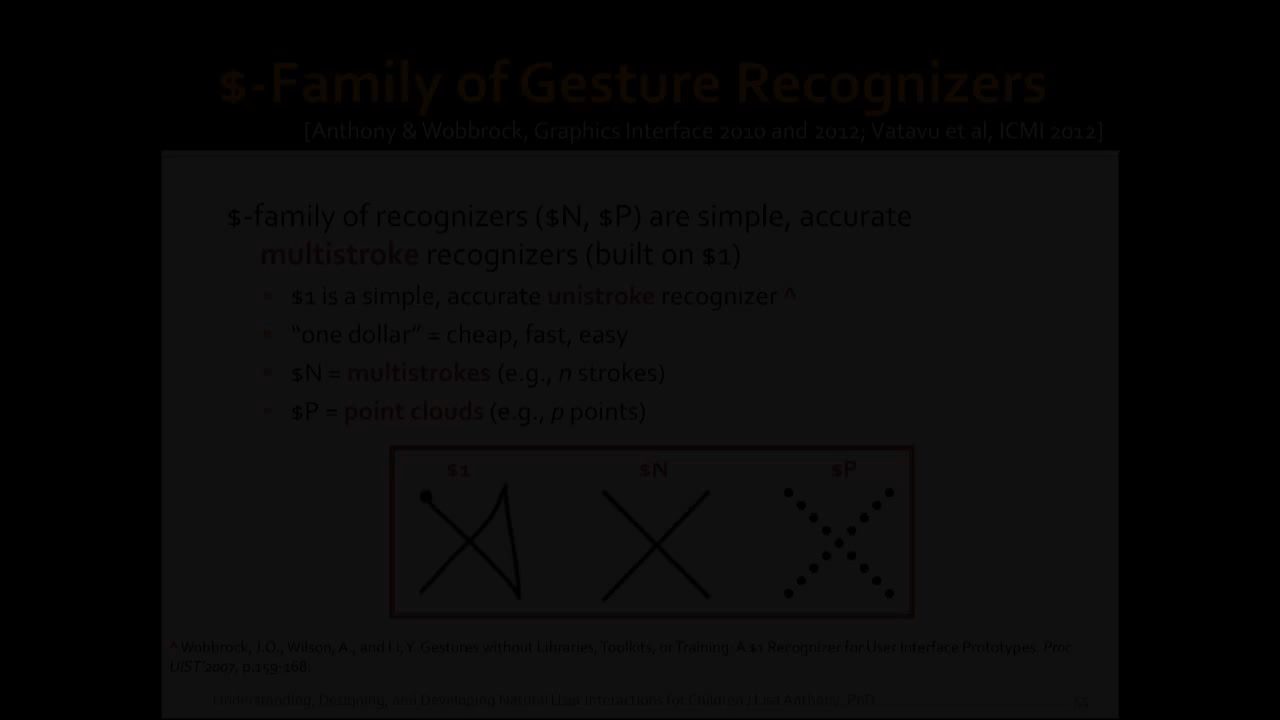 $-Family of Gesture Recognizers
[Anthony & Wobbrock, Graphics Interface 2010 and 2012; Vatavu et al, ICMI 2012]
$-family of recognizers ($N, $P) are simple, accurate
multistroke recognizers (built on $1)
▪ $1 is a simple, accurate unistroke recognizer ^
▪ “one dollar” = cheap, fast, easy
▪ $N = multistrokes (e.g., n strokes)
▪ $P = point clouds (e.g., p points)
$1 $N $P
^ Wobbrock, J.O., Wilson, A., and Li, Y. Gestures without Libraries, Toolkits, or Training: A $1 Recognizer for User Interface Prototypes. Proc
UIST’2007, p.159-168.
Understanding, Designing, and Developing Natural User Interactions for Children / Lisa Anthony, PhD